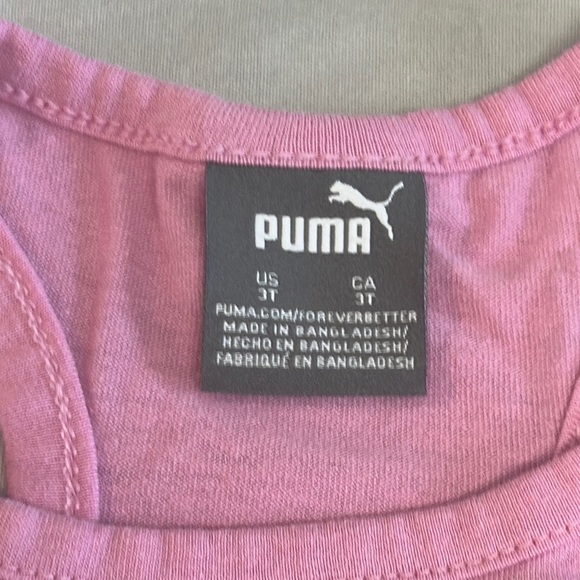 PUMA
US CA
3T 3T
PUMA.COM/FOREVERBETTER
MADE IN BANGLADESH/
HECHO EN BANGLADESH/
FABRIQUÉ EN BANGLADESH